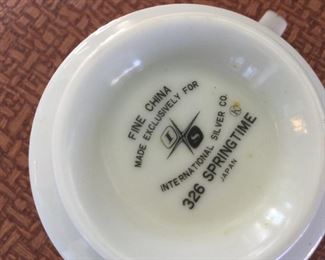 FINE CHINA
MADE EXCLUSIVELY FOR
I S
INTERNATIONAL SILVER CO.
326 SPRINGTIME
JAPAN